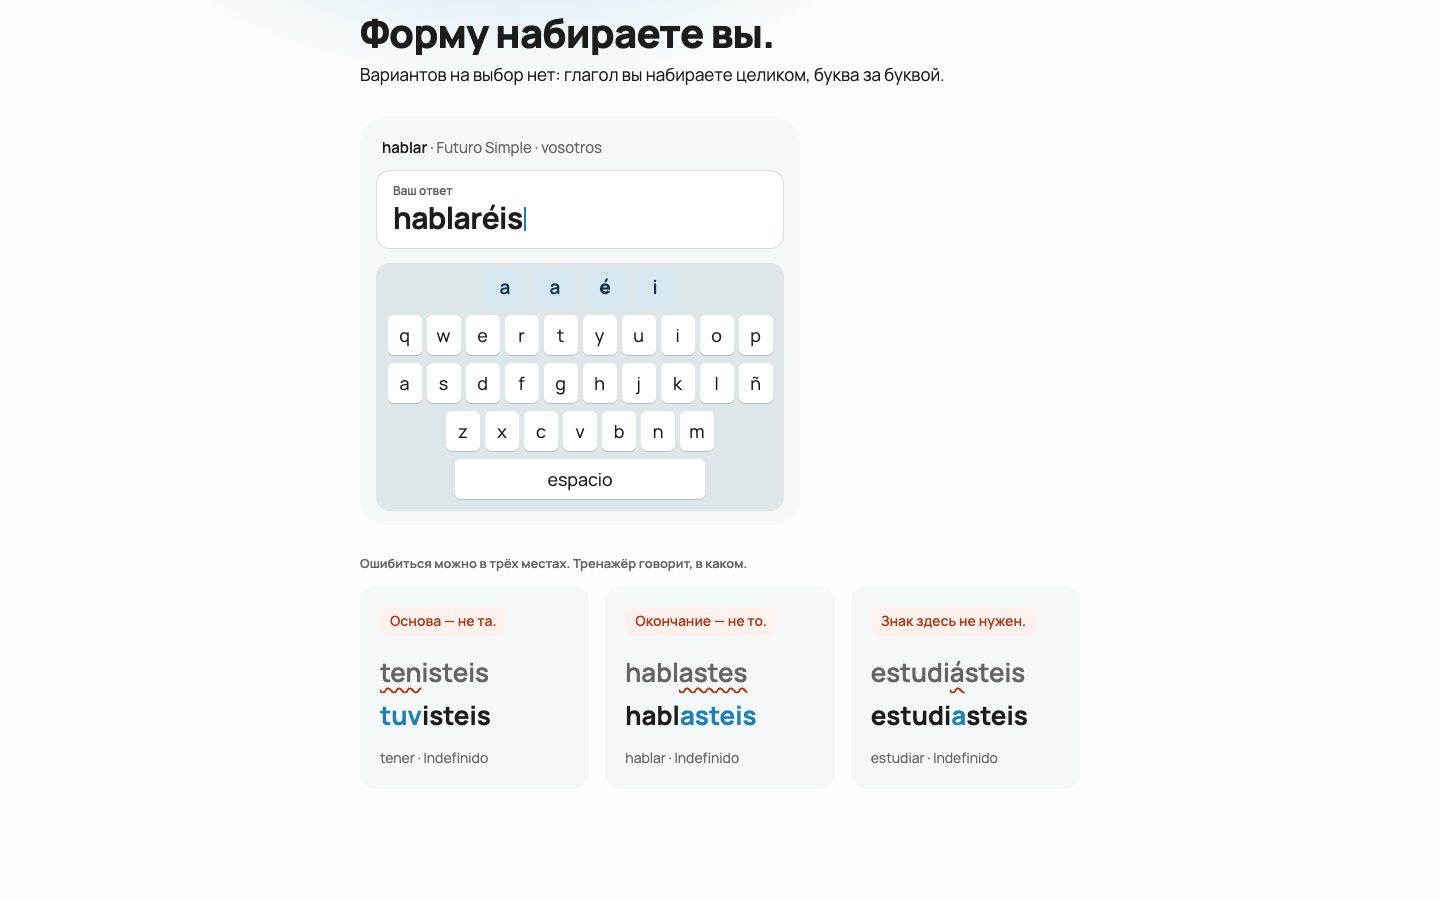 Форму набираете вы.
Вариантов на выбор нет: глагол вы набираете целиком, буква за буквой.
hablar · Futuro Simple · vosotros
Ваш ответ
hablaréis
a a é i
q w e r t y u i o p
a s d f g h j k l ñ
z x c v b n m
espacio
Ошибиться можно в трёх местах. Тренажёр говорит, в каком.
Основа — не та.
tenisteis
tuvisteis
tener · Indefinido
Окончание — не то.
hablastes
hablasteis
hablar · Indefinido
Знак здесь не нужен.
estudiásteis
estudiasteis
estudiar · Indefinido